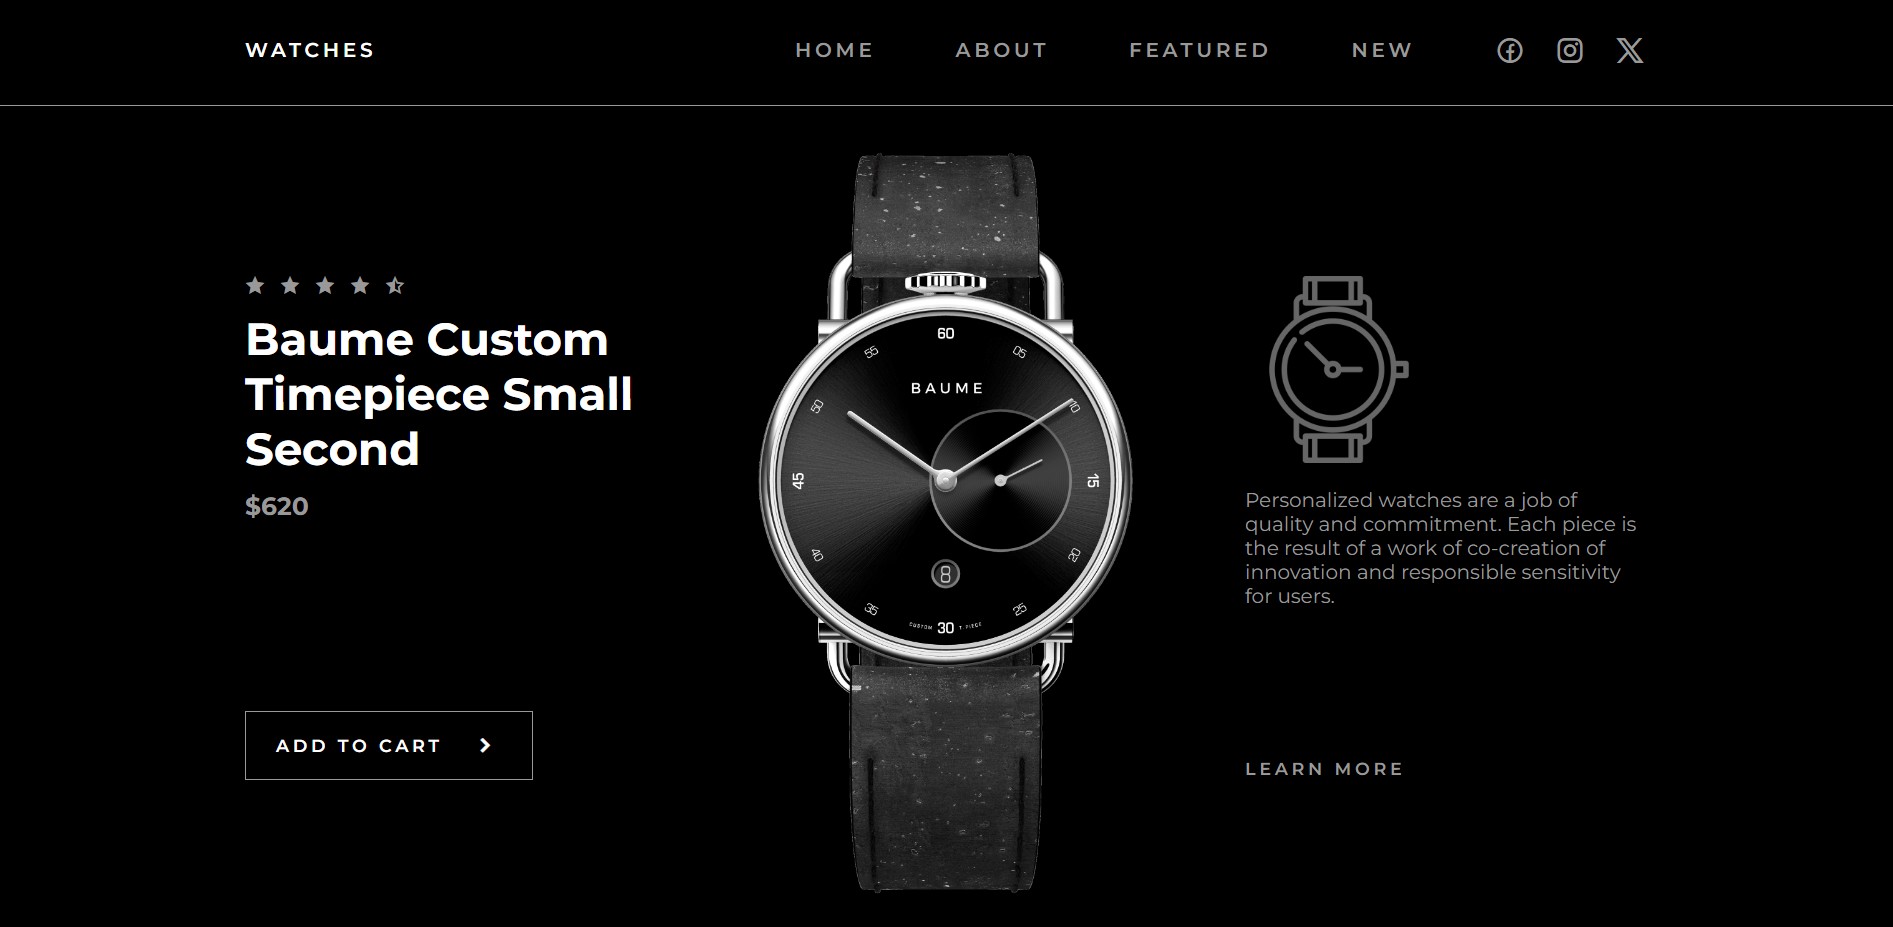 WATCHES HOME ABOUT FEATURED NEW
Baume Custom
Timepiece Small
Second
$620
ADD TO CART
60
05
10
15
20
25
30
35
40
45
50
55
BAUME
8
CUSTOM T.PIECE
Personalized watches are a job of
quality and commitment. Each piece is
the result of a work of co-creation of
innovation and responsible sensitivity
for users.
LEARN MORE